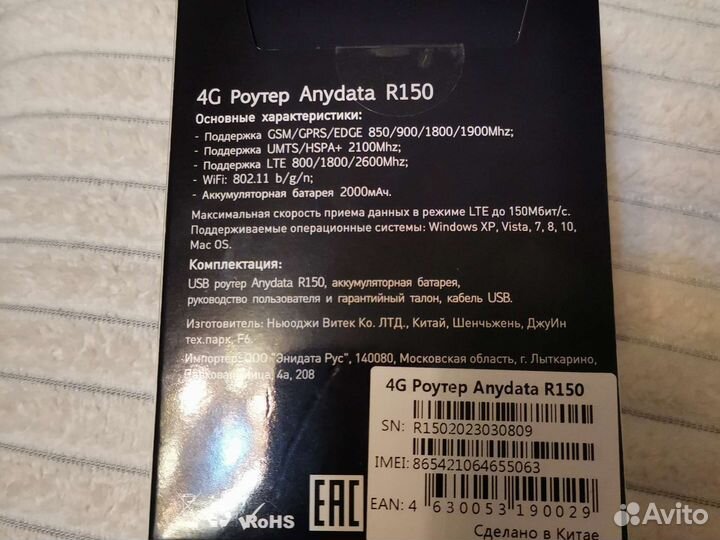 4G Роутер Anydata R150
Основные характеристики:
- Поддержка GSM/GPRS/EDGE 850/900/1800/1900Mhz;
- Поддержка UMTS/HSPA+ 2100Mhz;
- Поддержка LTE 800/1800/2600Mhz;
- WiFi: 802.11 b/g/n;
- Аккумуляторная батарея 2000мАч.
Максимальная скорость приема данных в режиме LTE до 150Мбит/с.
Поддерживаемые операционные системы: Windows XP, Vista, 7, 8, 10,
Mac OS.
Комплектация:
USB роутер Anydata R150, аккумуляторная батарея,
руководство пользователя и гарантийный талон, кабель USB.
Изготовитель: Ньюоджи Витек Ко. ЛТД., Китай, Шенчьжень, ДжуИн
тех.парк, F6.
Импортер: ООО "Энидата Рус", 140080, Московская область, г. Лыткарино,
4а, 208
4G Роутер Anydata R150
SN: R1502023030809
IMEI: 865421064655063
EAN: 4 630053 190029
Сделано в Китае
RoHS
EAC
Avito